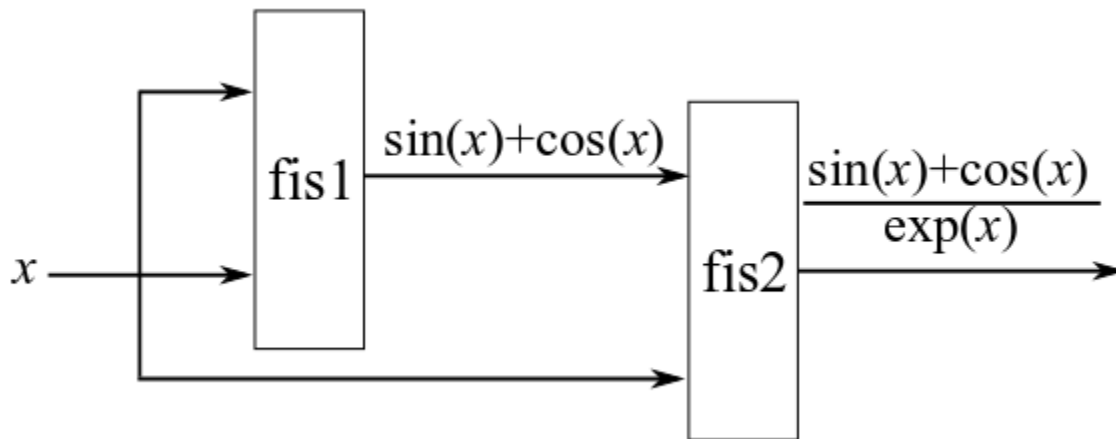 sin(x)+cos(x)
fis1
x
sin(x)+cos(x)
exp(x)
fis2